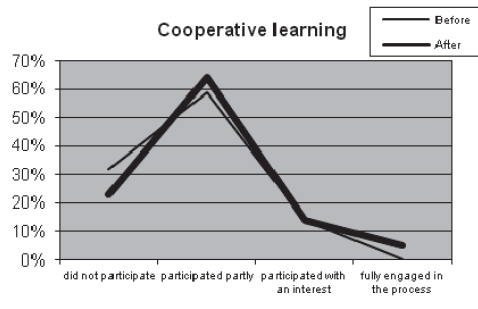 Cooperative learning
Before
After
70%
60%
50%
40%
30%
20%
10%
0%
did not participate participated partly participated with an interest fully engaged in the process